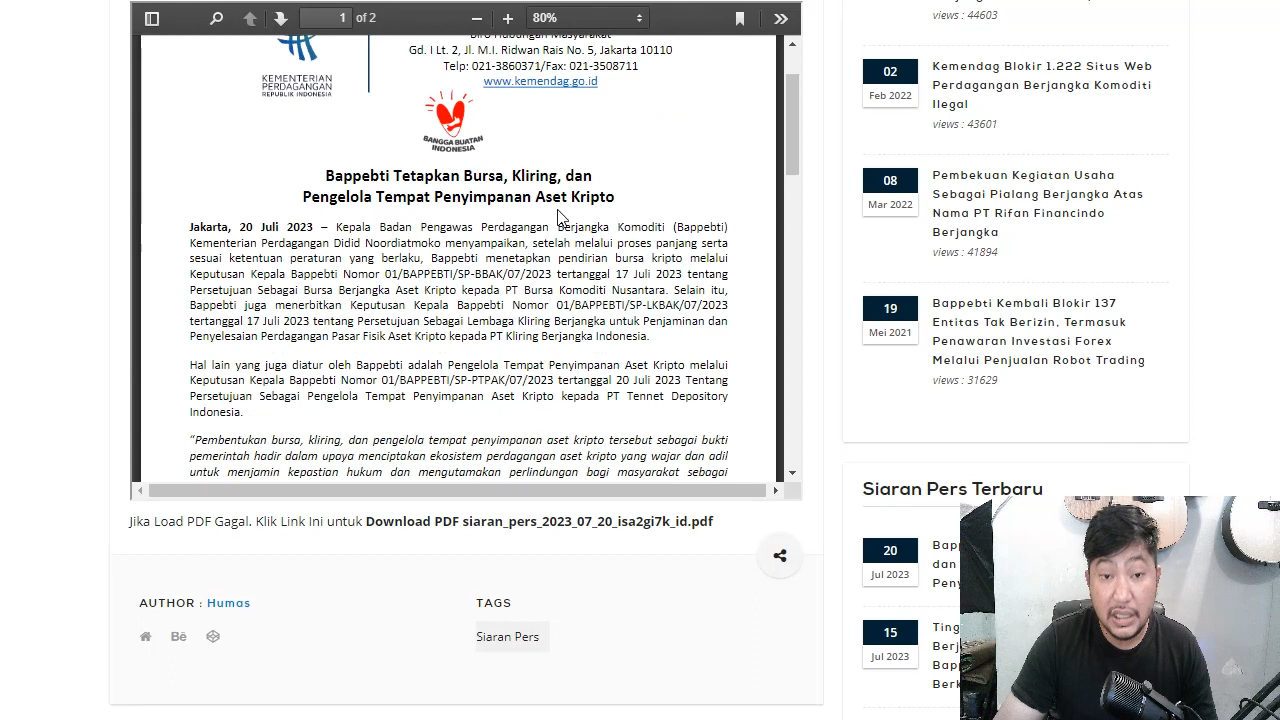 1 of 2
80%
Biro Hubungan Masyarakat
Gd. I Lt. 2, Jl. M.I. Ridwan Rais No. 5, Jakarta 10110
Telp: 021-3860371/Fax: 021-3508711
www.kemendag.go.id
KEMENTERIAN
PERDAGANGAN
REPUBLIK INDONESIA
BANGGA BUATAN
INDONESIA
Bappebti Tetapkan Bursa, Kliring, dan
Pengelola Tempat Penyimpanan Aset Kripto
Jakarta, 20 Juli 2023 – Kepala Badan Pengawas Perdagangan Berjangka Komoditi (Bappebti)
Kementerian Perdagangan Didid Noordiatmoko menyampaikan, setelah melalui proses panjang serta
sesuai ketentuan peraturan yang berlaku, Bappebti menetapkan pendirian bursa kripto melalui
Keputusan Kepala Bappebti Nomor 01/BAPPEBTI/SP-BBAK/07/2023 tertanggal 17 Juli 2023 tentang
Persetujuan Sebagai Bursa Berjangka Aset Kripto kepada PT Bursa Komoditi Nusantara. Selain itu,
Bappebti juga menerbitkan Keputusan Kepala Bappebti Nomor 01/BAPPEBTI/SP-LKBAK/07/2023
tertanggal 17 Juli 2023 tentang Persetujuan Sebagai Lembaga Kliring Berjangka untuk Penjaminan dan
Penyelesaian Perdagangan Pasar Fisik Aset Kripto kepada PT Kliring Berjangka Indonesia.
Hal lain yang juga diatur oleh Bappebti adalah Pengelola Tempat Penyimpanan Aset Kripto melalui
Keputusan Kepala Bappebti Nomor 01/BAPPEBTI/SP-PTPAK/07/2023 tertanggal 20 Juli 2023 Tentang
Persetujuan Sebagai Pengelola Tempat Penyimpanan Aset Kripto kepada PT Tennet Depository
Indonesia.
“Pembentukan bursa, kliring, dan pengelola tempat penyimpanan aset kripto tersebut sebagai bukti
pemerintah hadir dalam upaya menciptakan ekosistem perdagangan aset kripto yang wajar dan adil
untuk menjamin kepastian hukum dan mengutamakan perlindungan bagi masyarakat sebagai
Jika Load PDF Gagal. Klik Link Ini untuk Download PDF siaran_pers_2023_07_20_isa2gi7k_id.pdf
AUTHOR : Humas
Bē
TAGS
Siaran Pers
views : 44603
02
Feb 2022
Kemendag Blokir 1.222 Situs Web
Perdagangan Berjangka Komoditi
Ilegal
views : 43601
08
Mar 2022
Pembekuan Kegiatan Usaha
Sebagai Pialang Berjangka Atas
Nama PT Rifan Financindo
Berjangka
views : 41894
19
Mei 2021
Bappebti Kembali Blokir 137
Entitas Tak Berizin, Termasuk
Penawaran Investasi Forex
Melalui Penjualan Robot Trading
views : 31629
Siaran Pers Terbaru
20
Jul 2023
dan
15
Jul 2023